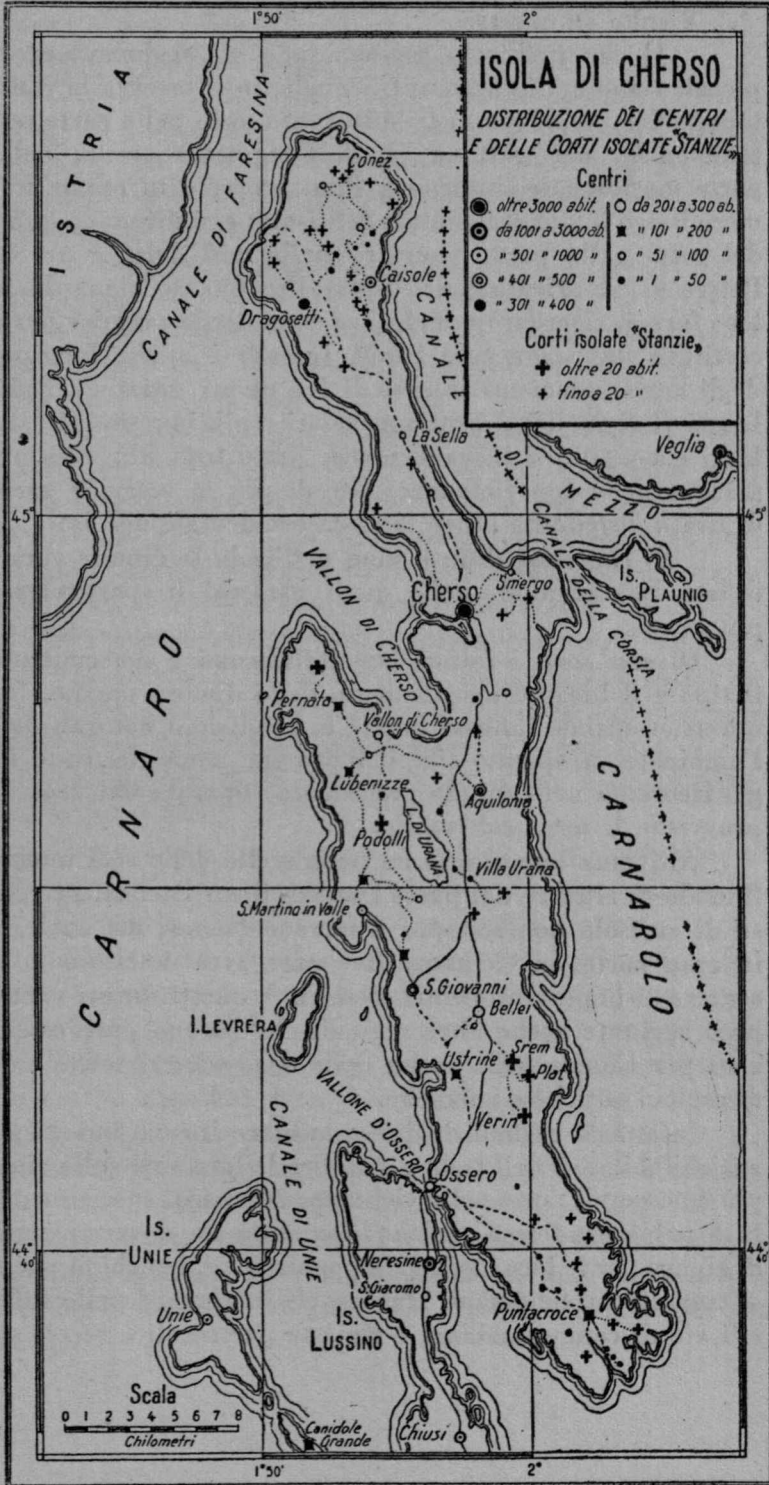 1°50'
2°
ISOLA DI CHERSO
DISTRIBUZIONE DEI CENTRI
E DELLE CORTI ISOLATE "STANZIE„
Centri
oltre 3000 abit.
da 1001 a 3000 ab.
" 501 " 1000 "
" 401 " 500 "
" 301 " 400 "
da 201 a 300 ab.
" 101 " 200 "
" 51 " 100 "
" 1 " 50 "
Corti isolate "Stanzie„
oltre 20 abit.
fino a 20 "
ISTRIA
CANALE DI FARESINA
Conez
Caisole
Dragosetti
CANALE DI MEZZO
La Sella
Veglia
45°
45°
CANALE DELLA CORSIA
Smergo
Is.
PLAUNIG
Cherso
VALLON DI CHERSO
CARNARO
Pernata
Vallon di Cherso
Lubenizze
Aquilonia
L. DI URANA
Podolli
Villa Urana
CARNAROLO
S. Martino in Valle
S. Giovanni
Bellei
I. LEVRERA
Srem
Ustrine
Plat
VALLONE D'OSSERO
Verin
CANALE DI UNIE
Ossero
Is.
UNIE
44°
40'
44°
40'
Neresine
S. Giacomo
Unie
Is.
LUSSINO
Puntacroce
Scala
0 1 2 3 4 5 6 7 8
Chilometri
Canidole
Grande
Chiusi
1°50'
2°